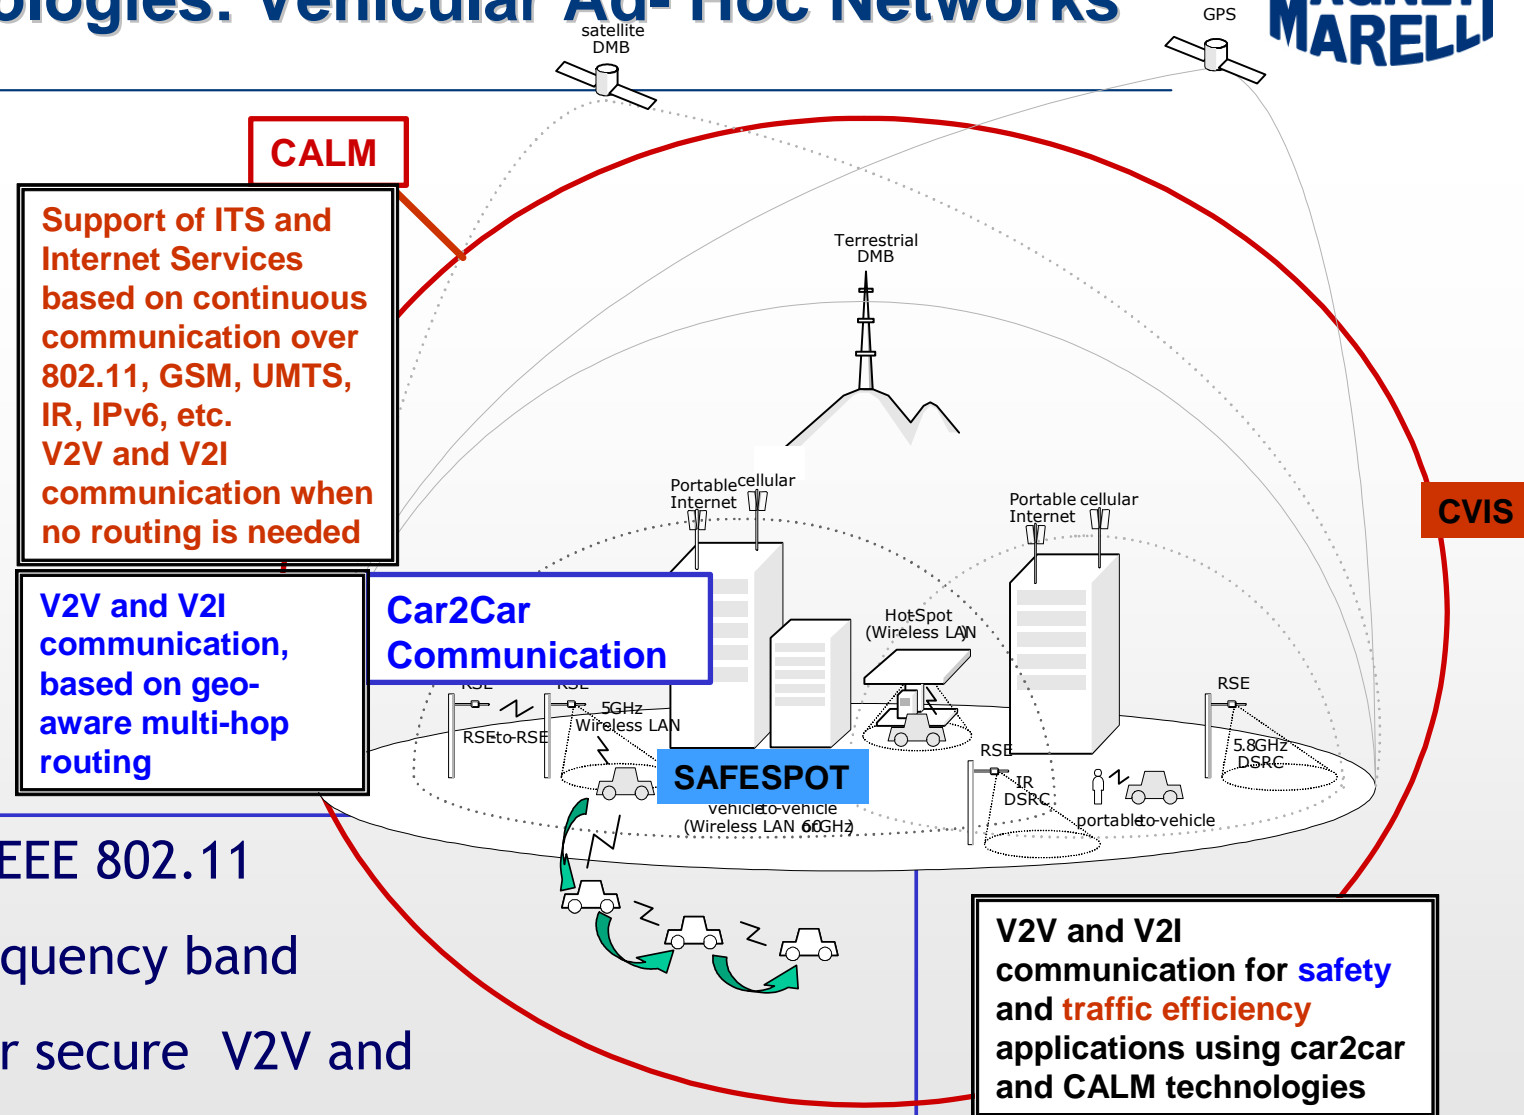 Vehicular Ad- Hoc Networks
MARELLI
GPS
satellite
DMB
CALM
Support of ITS and
Internet Services
based on continuous
communication over
802.11, GSM, UMTS,
IR, IPv6, etc.
V2V and V2I
communication when
no routing is needed
Terrestrial
DMB
Portable cellular
Internet
Portable cellular
Internet
CVIS
V2V and V2I
communication,
based on geo-
aware multi-hop
routing
Car2Car
Communication
HotSpot
(Wireless LAN)
RSE
RSE
RSE
5GHz
Wireless LAN
RSE-to-RSE
RSE
5.8GHz
DSRC
SAFESPOT
IR
DSRC
vehicle-to-vehicle
(Wireless LAN or 60GHz)
portable-to-vehicle
EEE 802.11
quency band
r secure V2V and
V2V and V2I
communication for safety
and traffic efficiency
applications using car2car
and CALM technologies